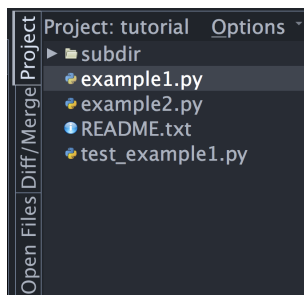 Project: tutorial Options
subdir
example1.py
example2.py
README.txt
test_example1.py
Project
Diff/Merge
Open Files